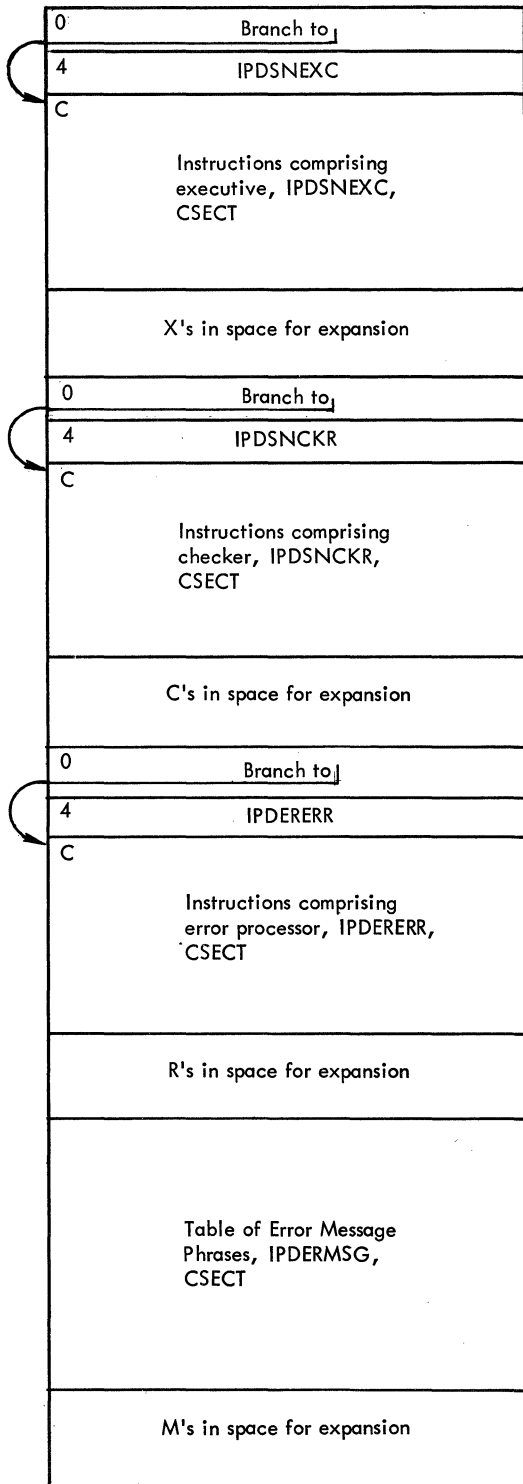 0
Branch to
4 IPDSNEXC
C
Instructions comprising
executive, IPDSNEXC,
CSECT
X's in space for expansion
0
Branch to
4 IPDSNCKR
C
Instructions comprising
checker, IPDSNCKR,
CSECT
C's in space for expansion
0
Branch to
4 IPDERERR
C
Instructions comprising
error processor, IPDERERR,
CSECT
R's in space for expansion
Table of Error Message
Phrases, IPDERMSG,
CSECT
M's in space for expansion